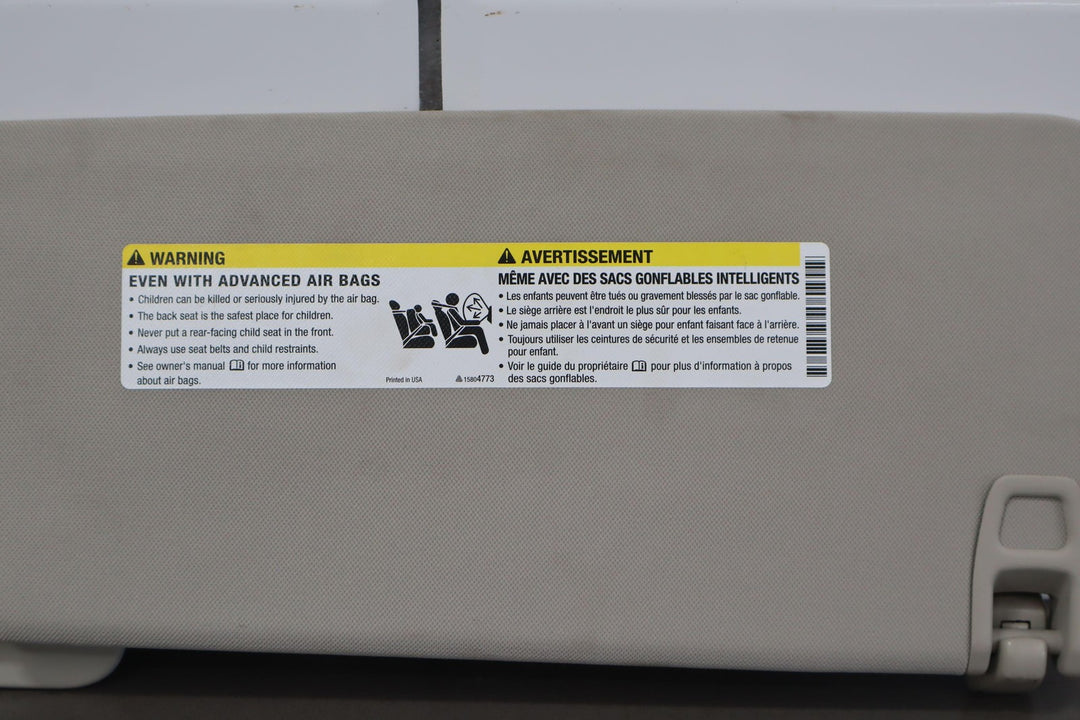 WARNING
EVEN WITH ADVANCED AIR BAGS
• Children can be killed or seriously injured by the air bag.
• The back seat is the safest place for children.
• Never put a rear-facing child seat in the front.
• Always use seat belts and child restraints.
• See owner's manual for more information
about air bags.
Printed in USA
15804773
AVERTISSEMENT
MÊME AVEC DES SACS GONFLABLES INTELLIGENTS
• Les enfants peuvent être tués ou gravement blessés par le sac gonflable.
• Le siège arrière est l'endroit le plus sûr pour les enfants.
• Ne jamais placer à l'avant un siège pour enfant faisant face à l'arrière.
• Toujours utiliser les ceintures de sécurité et les ensembles de retenue
pour enfant.
• Voir le guide du propriétaire pour plus d'information à propos
des sacs gonflables.